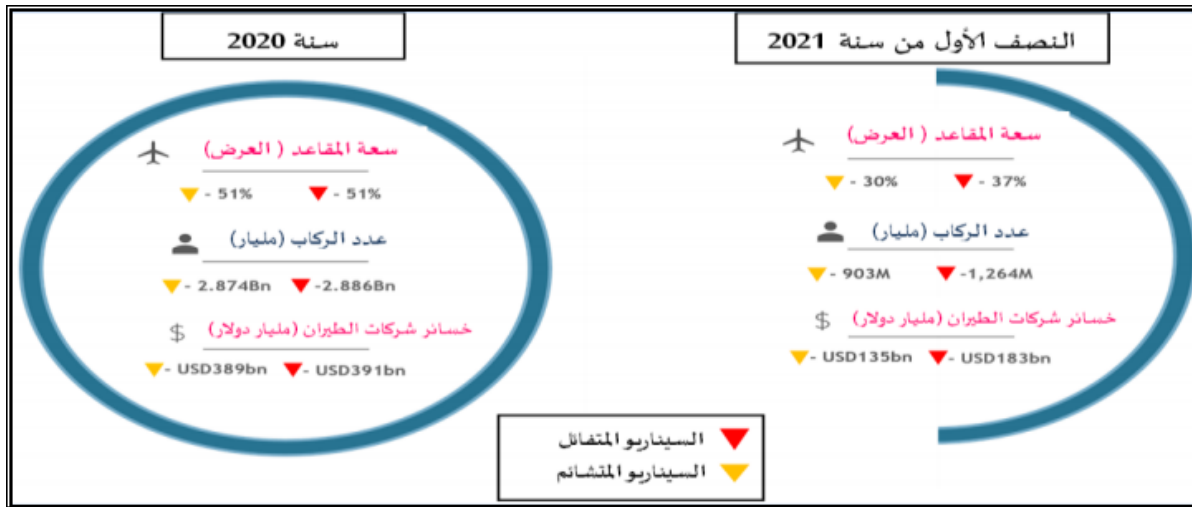 النصف الأول من سنة 2021
سعة المقاعد ( العرض)
- 30% - 37%
عدد الركاب (مليار)
- 903M -1,264M
خسائر شركات الطيران (مليار دولار)
$
- USD135bn - USD183bn
سنة 2020
سعة المقاعد ( العرض)
- 51% - 51%
عدد الركاب (مليار)
- 2.874Bn -2.886Bn
خسائر شركات الطيران (مليار دولار)
$
- USD389bn - USD391bn
السيناريو المتفائل
السيناريو المتشائم